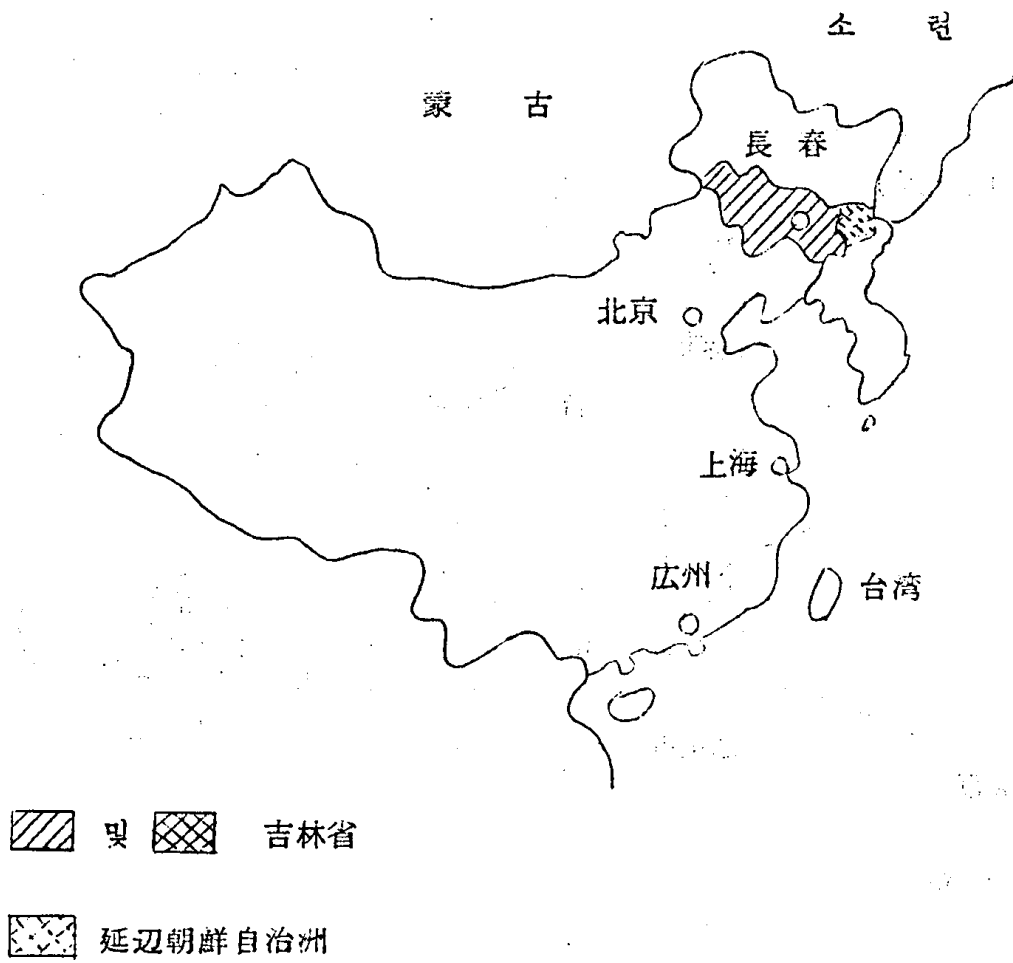 소 련
蒙 古
長 春
北京
上海
広州
台湾
및 吉林省
延辺朝鮮自治洲